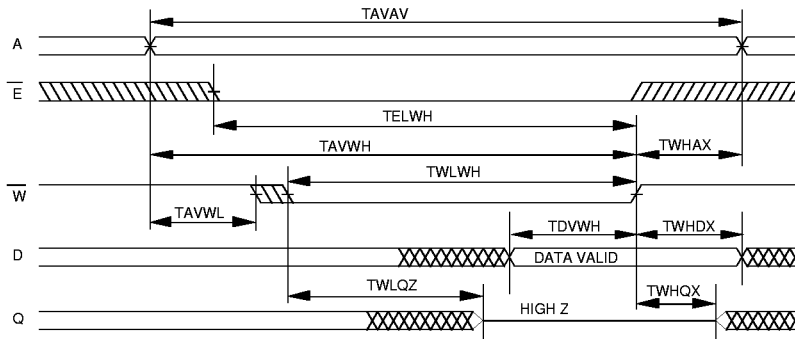 TAVAV
A
E
TELWH
TAVWH TWHAX
TWLWH
W
TAVWL
TDVWH TWHDX
D DATA VALID
TWLQZ TWHQX
HIGH Z
Q